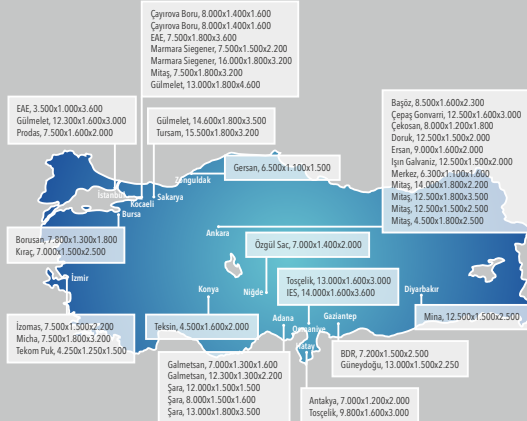 Çayırova Boru, 8.000x1.400x1.600
Çayırova Boru, 8.000x1.400x1.600
EAE, 7.500x1.800x3.600
Marmara Siegener, 7.500x1.500x2.200
Marmara Siegener, 16.000x1.800x3.200
Mitaş, 7.500x1.800x3.200
Gülmelet, 13.000x1.800x4.600
EAE, 3.500x1.000x3.600
Gülmelet, 12.300x1.600x3.000
Prodas, 7.500x1.600x2.000
Gülmelet, 14.600x1.800x3.500
Tursam, 15.500x1.800x3.200
Başöz, 8.500x1.600x2.300
Çepaş Gonvarri, 12.500x1.600x3.000
Çekosan, 8.000x1.200x1.800
Doruk, 12.500x1.500x2.000
Ersan, 9.000x1.600x2.000
Işın Galvaniz, 12.500x1.500x2.000
Merkez, 6.300x1.100x1.600
Mitaş, 14.000x1.800x2.200
Mitaş, 12.500x1.800x3.500
Mitaş, 12.500x1.500x2.500
Mitaş, 4.500x1.800x2.500
Gersan, 6.500x1.100x1.500
Zonguldak
İstanbul
Kocaeli
Sakarya
Bursa
Ankara
Borusan, 7.800x1.300x1.800
Kıraç, 7.000x1.500x2.500
Özgül Sac, 7.000x1.400x2.000
İzmir
Konya
Niğde
Tosçelik, 13.000x1.600x3.000
IES, 14.000x1.600x3.600
Diyarbakır
Adana
Osmaniye
Gaziantep
Hatay
Mina, 12.500x1.500x2.500
İzomas, 7.500x1.500x2.200
Micha, 7.500x1.800x3.200
Tekom Puk, 4.250x1.250x1.500
Teksin, 4.500x1.600x2.000
Galmetsan, 7.000x1.300x1.600
Galmetsan, 12.300x1.300x2.200
Şara, 12.000x1.500x1.500
Şara, 8.000x1.500x1.600
Şara, 13.000x1.800x3.500
BDR, 7.200x1.500x2.500
Güneydoğu, 13.000x1.500x2.250
Antakya, 7.000x1.200x2.000
Tosçelik, 9.800x1.600x3.000